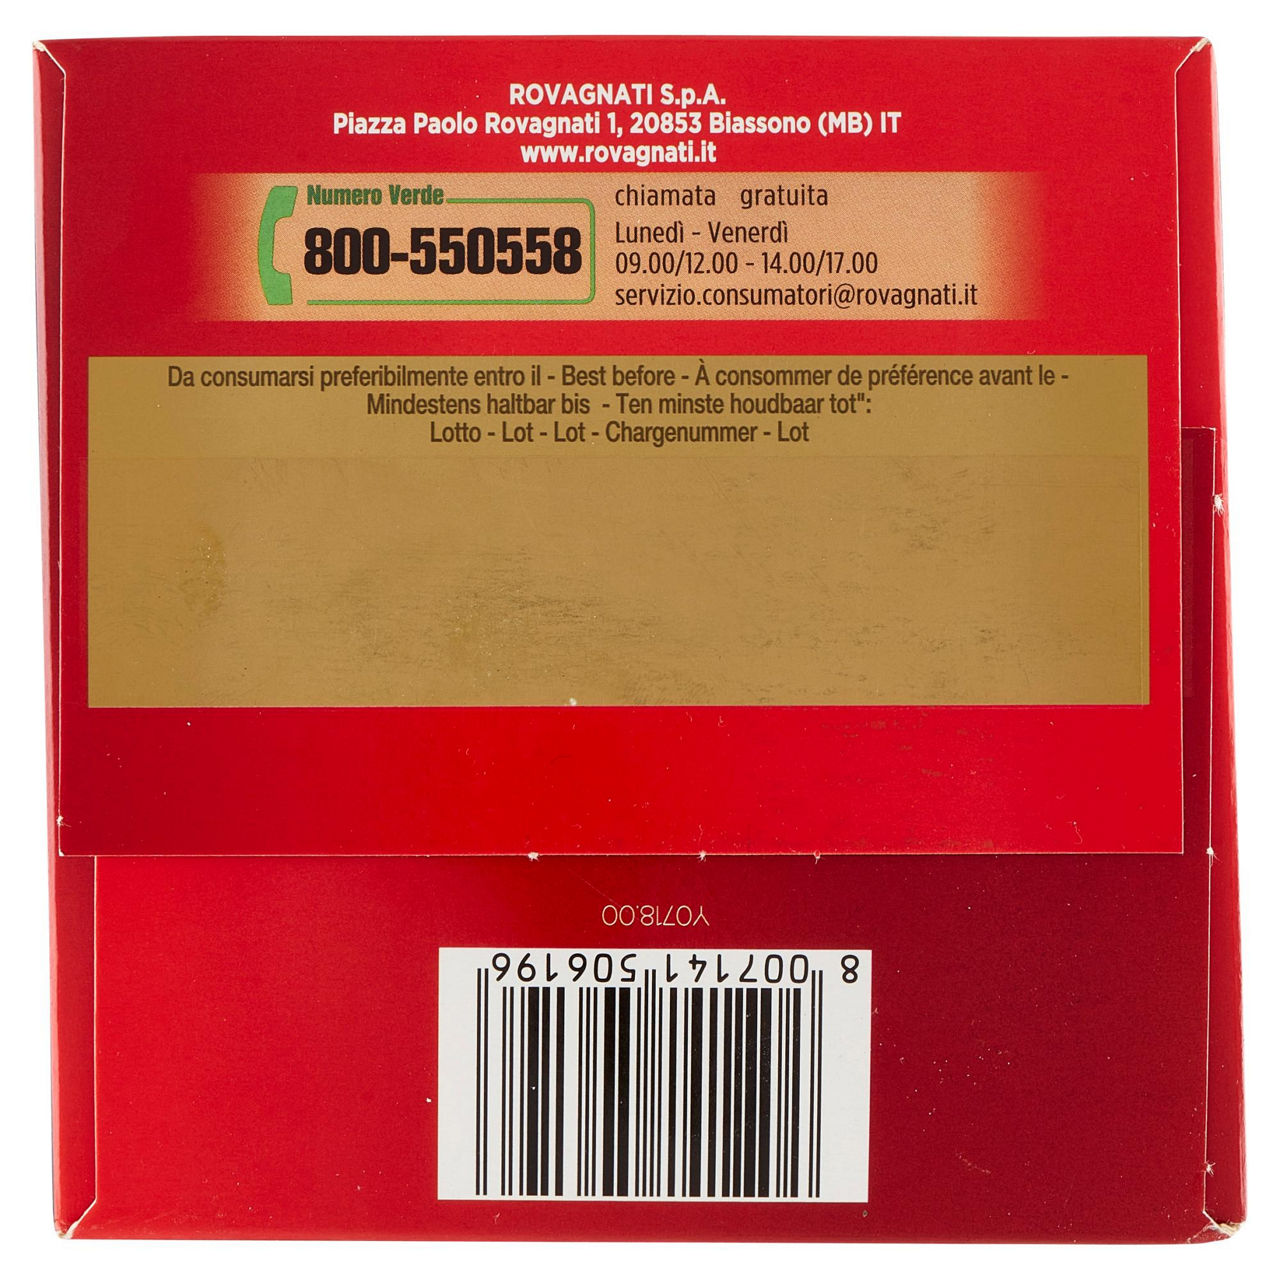 ROVAGNATI S.p.A.
Piazza Paolo Rovagnati 1, 20853 Biassono (MB) IT
www.rovagnati.it
Numero Verde
800-550558
chiamata gratuita
Lunedì - Venerdì
09.00/12.00 - 14.00/17.00
servizio.consumatori@rovagnati.it
Da consumarsi preferibilmente entro il - Best before - À consommer de préférence avant le -
Mindestens haltbar bis - Ten minste houdbaar tot":
Lotto - Lot - Lot - Chargenummer - Lot
Y0718.00
8 007141 506196